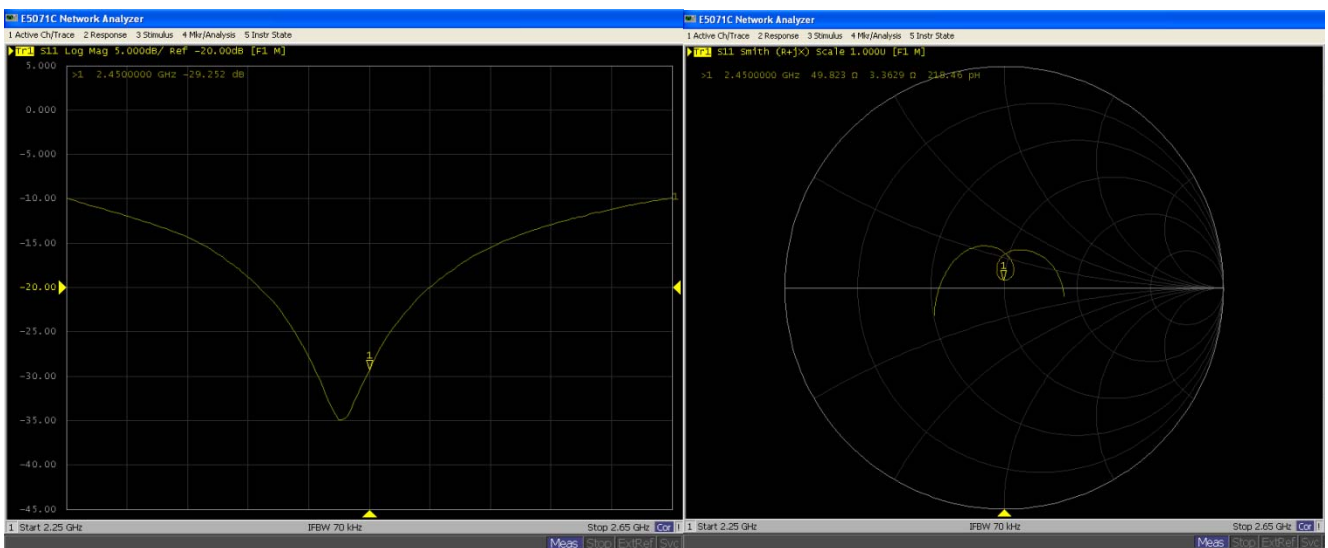 E5071C Network Analyzer
1 Active Ch/Trace 2 Response 3 Stimulus 4 Mkr/Analysis 5 Instr State
Tr1 S11 Log Mag 5.000dB/ Ref -20.00dB [F1 M]
5.000
>1 2.4500000 GHz -29.252 dB
0.000
-5.000
-10.00
1
-15.00
-20.00
-25.00
1
-30.00
-35.00
-40.00
-45.00
1 Start 2.25 GHz IFBW 70 kHz Stop 2.65 GHz Cor !
Meas Stop ExtRef Svc
E5071C Network Analyzer
1 Active Ch/Trace 2 Response 3 Stimulus 4 Mkr/Analysis 5 Instr State
Tr1 S11 Smith (R+jX) Scale 1.000U [F1 M]
>1 2.4500000 GHz 49.823 Ω 3.3629 Ω 218.46 pH
1
1 Start 2.25 GHz IFBW 70 kHz Stop 2.65 GHz Cor !
Meas Stop ExtRef Svc